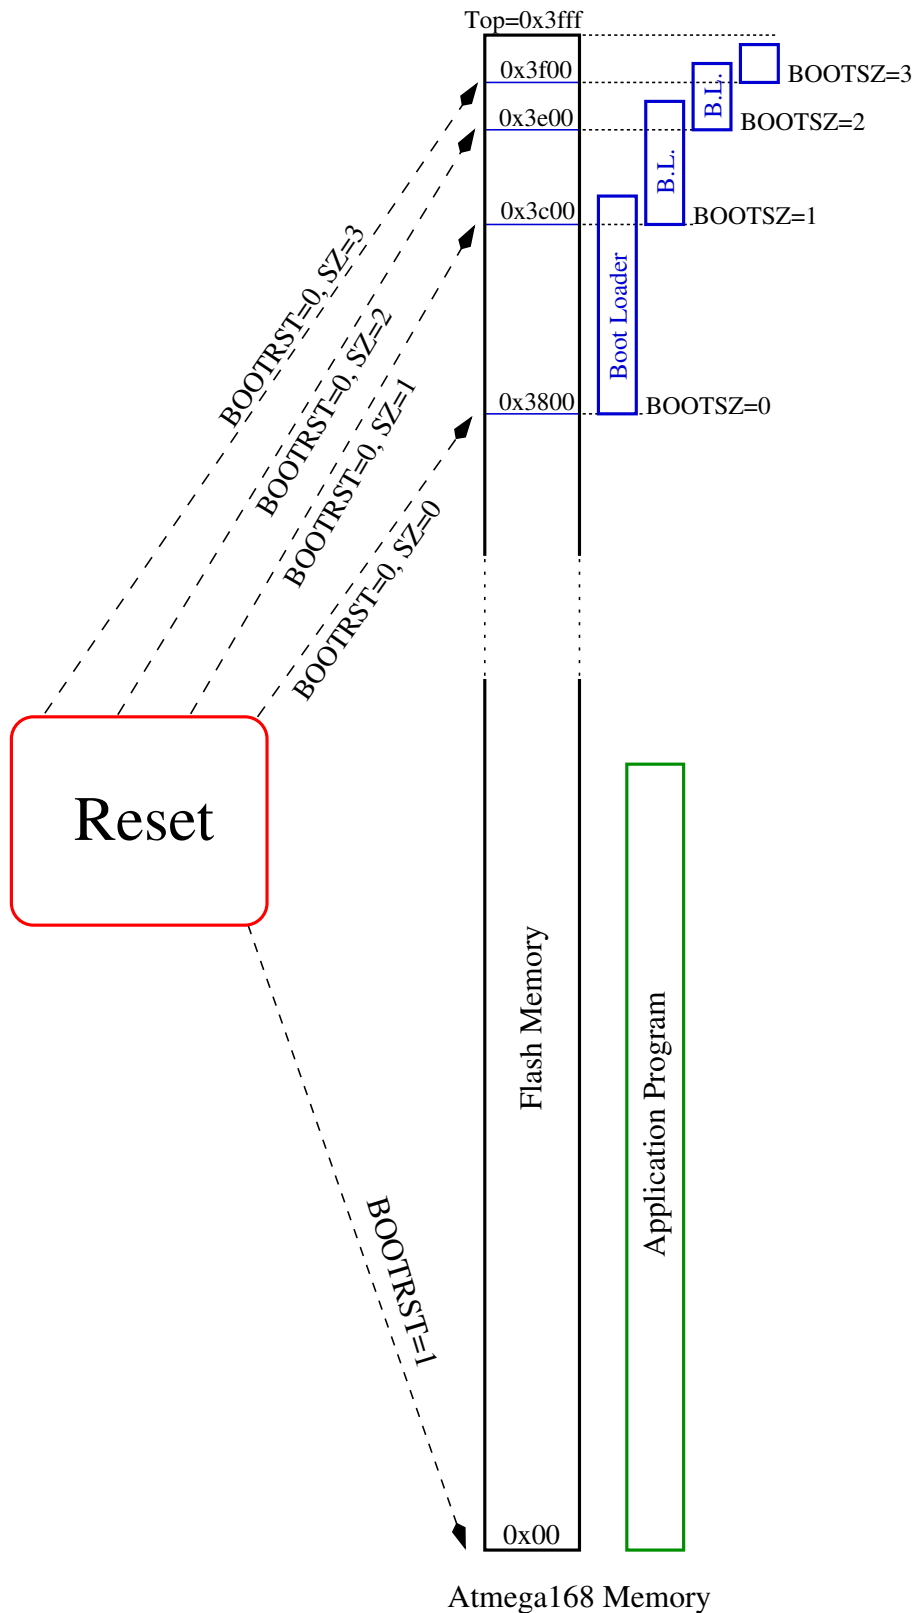 Top=0x3fff
0x3f00
BOOTSZ=3
B.L.
0x3e00
BOOTSZ=2
B.L.
0x3c00
BOOTSZ=1
Boot Loader
0x3800
BOOTSZ=0
BOOTRST=0, SZ=3
BOOTRST=0, SZ=2
BOOTRST=0, SZ=1
BOOTRST=0, SZ=0
Reset
Flash Memory
Application Program
BOOTRST=1
0x00
Atmega168 Memory